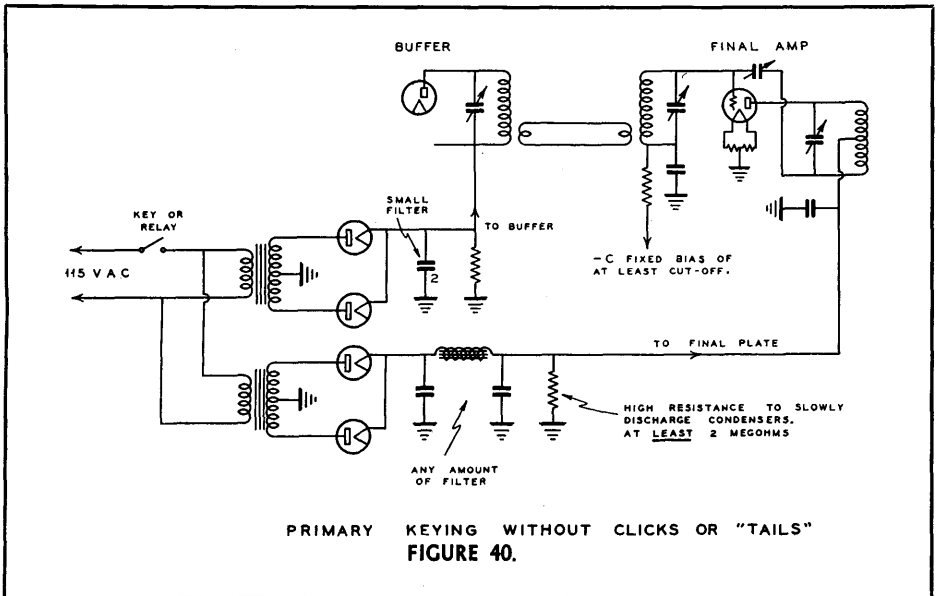 BUFFER
FINAL AMP
SMALL
FILTER
KEY OR
RELAY
TO BUFFER
115 V A C
2
-C FIXED BIAS OF
AT LEAST CUT-OFF.
TO FINAL PLATE
HIGH RESISTANCE TO SLOWLY
DISCHARGE CONDENSERS.
AT LEAST 2 MEGOHMS
ANY AMOUNT
OF FILTER
PRIMARY KEYING WITHOUT CLICKS OR "TAILS"
FIGURE 40.